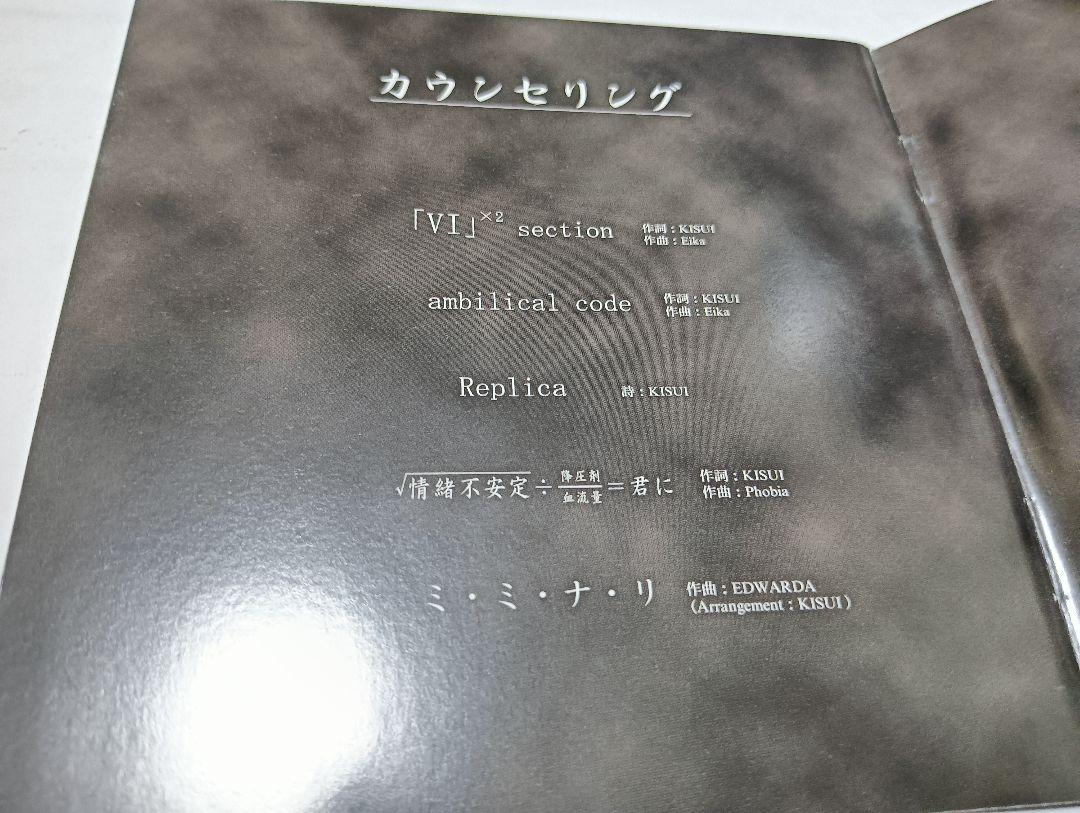 カウンセリング
「VI」×2 section
作詞：KISUI
作曲：Eika
ambilical code
作詞：KISUI
作曲：Eika
Replica
詩：KISUI
√情緒不安定÷降圧剤/血流量=君に
作詞：KISUI
作曲：Phobia
ミ・ミ・ナ・リ
作曲：EDWARDA
（Arrangement：KISUI）